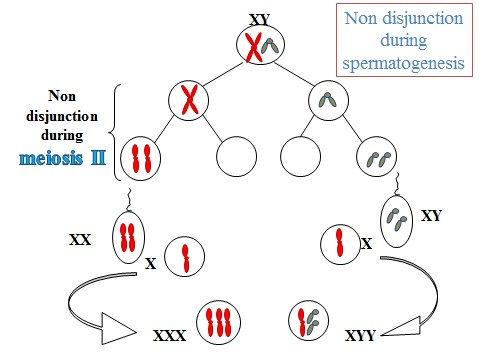 XY
Non disjunction
during
spermatogenesis
Non
disjunction
during
meiosis II
XX
X
X
XY
XXX
XYY